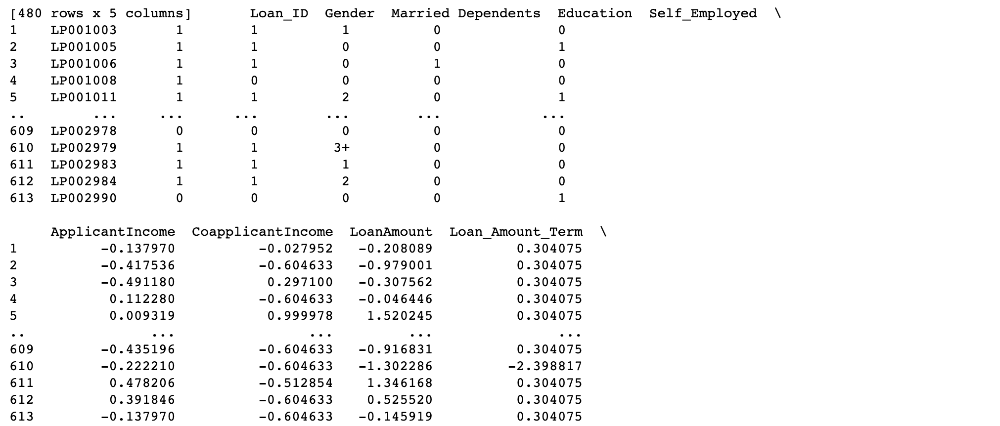 [480 rows x 5 columns]       Loan_ID  Gender  Married Dependents  Education  Self_Employed  \
1    LP001003       1        1          1          0              0
2    LP001005       1        1          0          0              1
3    LP001006       1        1          0          1              0
4    LP001008       1        0          0          0              0
5    LP001011       1        1          2          0              1
..        ...     ...      ...        ...        ...            ...
609  LP002978       0        0          0          0              0
610  LP002979       1        1         3+          0              0
611  LP002983       1        1          1          0              0
612  LP002984       1        1          2          0              0
613  LP002990       0        0          0          0              1
     ApplicantIncome  CoapplicantIncome  LoanAmount  Loan_Amount_Term  \
1          -0.137970          -0.027952   -0.208089          0.304075
2          -0.417536          -0.604633   -0.979001          0.304075
3          -0.491180           0.297100   -0.307562          0.304075
4           0.112280          -0.604633   -0.046446          0.304075
5           0.009319           0.999978    1.520245          0.304075
..               ...                ...         ...               ...
609        -0.435196          -0.604633   -0.916831          0.304075
610        -0.222210          -0.604633   -1.302286         -2.398817
611         0.478206          -0.512854    1.346168          0.304075
612         0.391846          -0.604633    0.525520          0.304075
613        -0.137970          -0.604633   -0.145919          0.304075